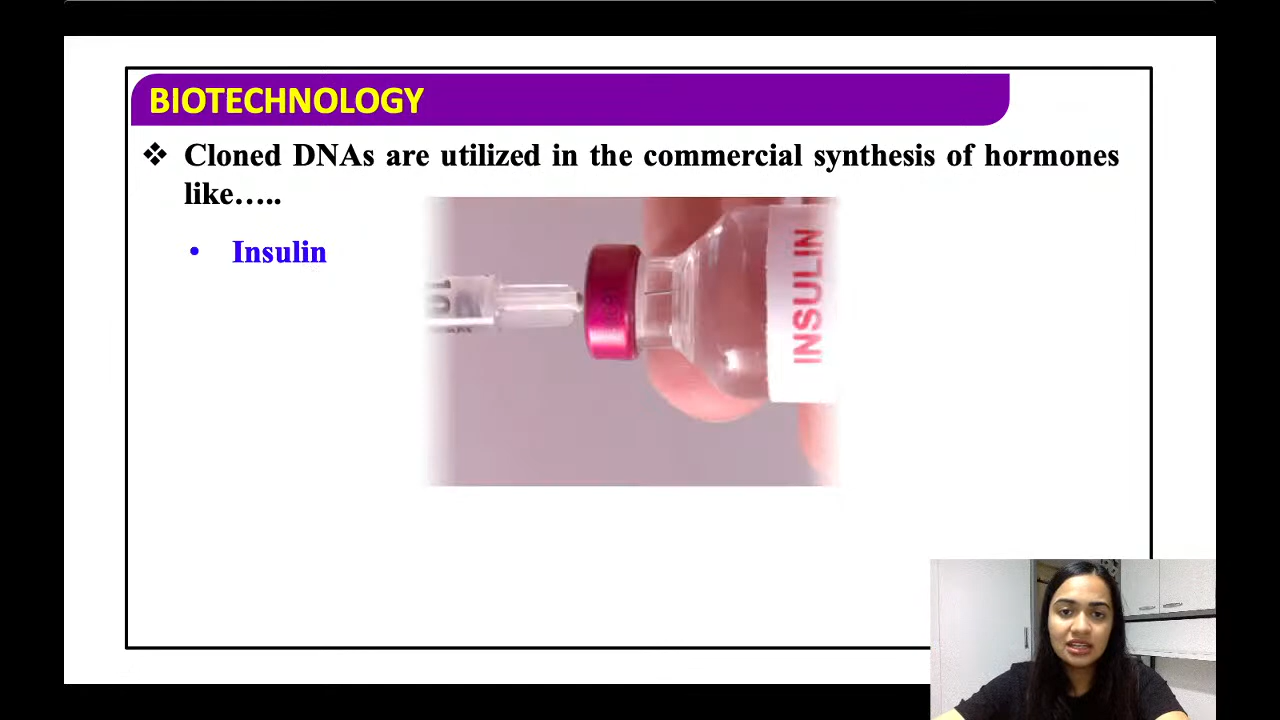 BIOTECHNOLOGY
❖ Cloned DNAs are utilized in the commercial synthesis of hormones
like…..
• Insulin
INSULIN